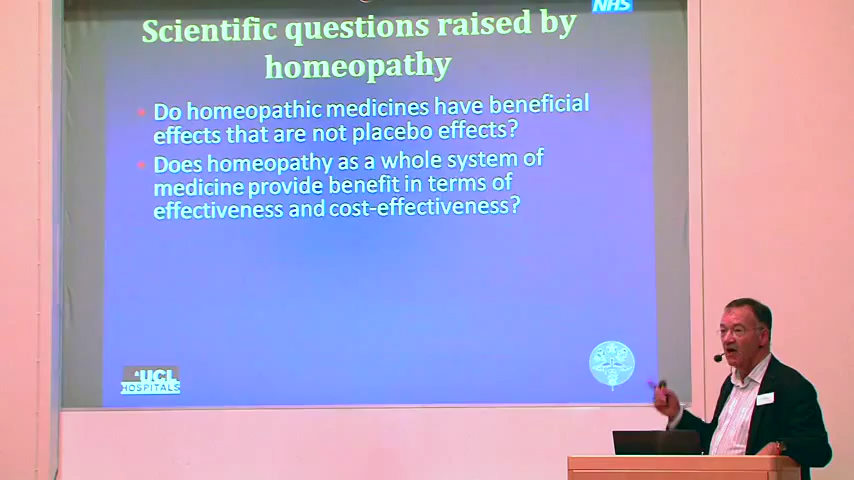 NHS
Scientific questions raised by
homeopathy
• Do homeopathic medicines have beneficial
effects that are not placebo effects?
• Does homeopathy as a whole system of
medicine provide benefit in terms of
effectiveness and cost-effectiveness?
UCL
HOSPITALS